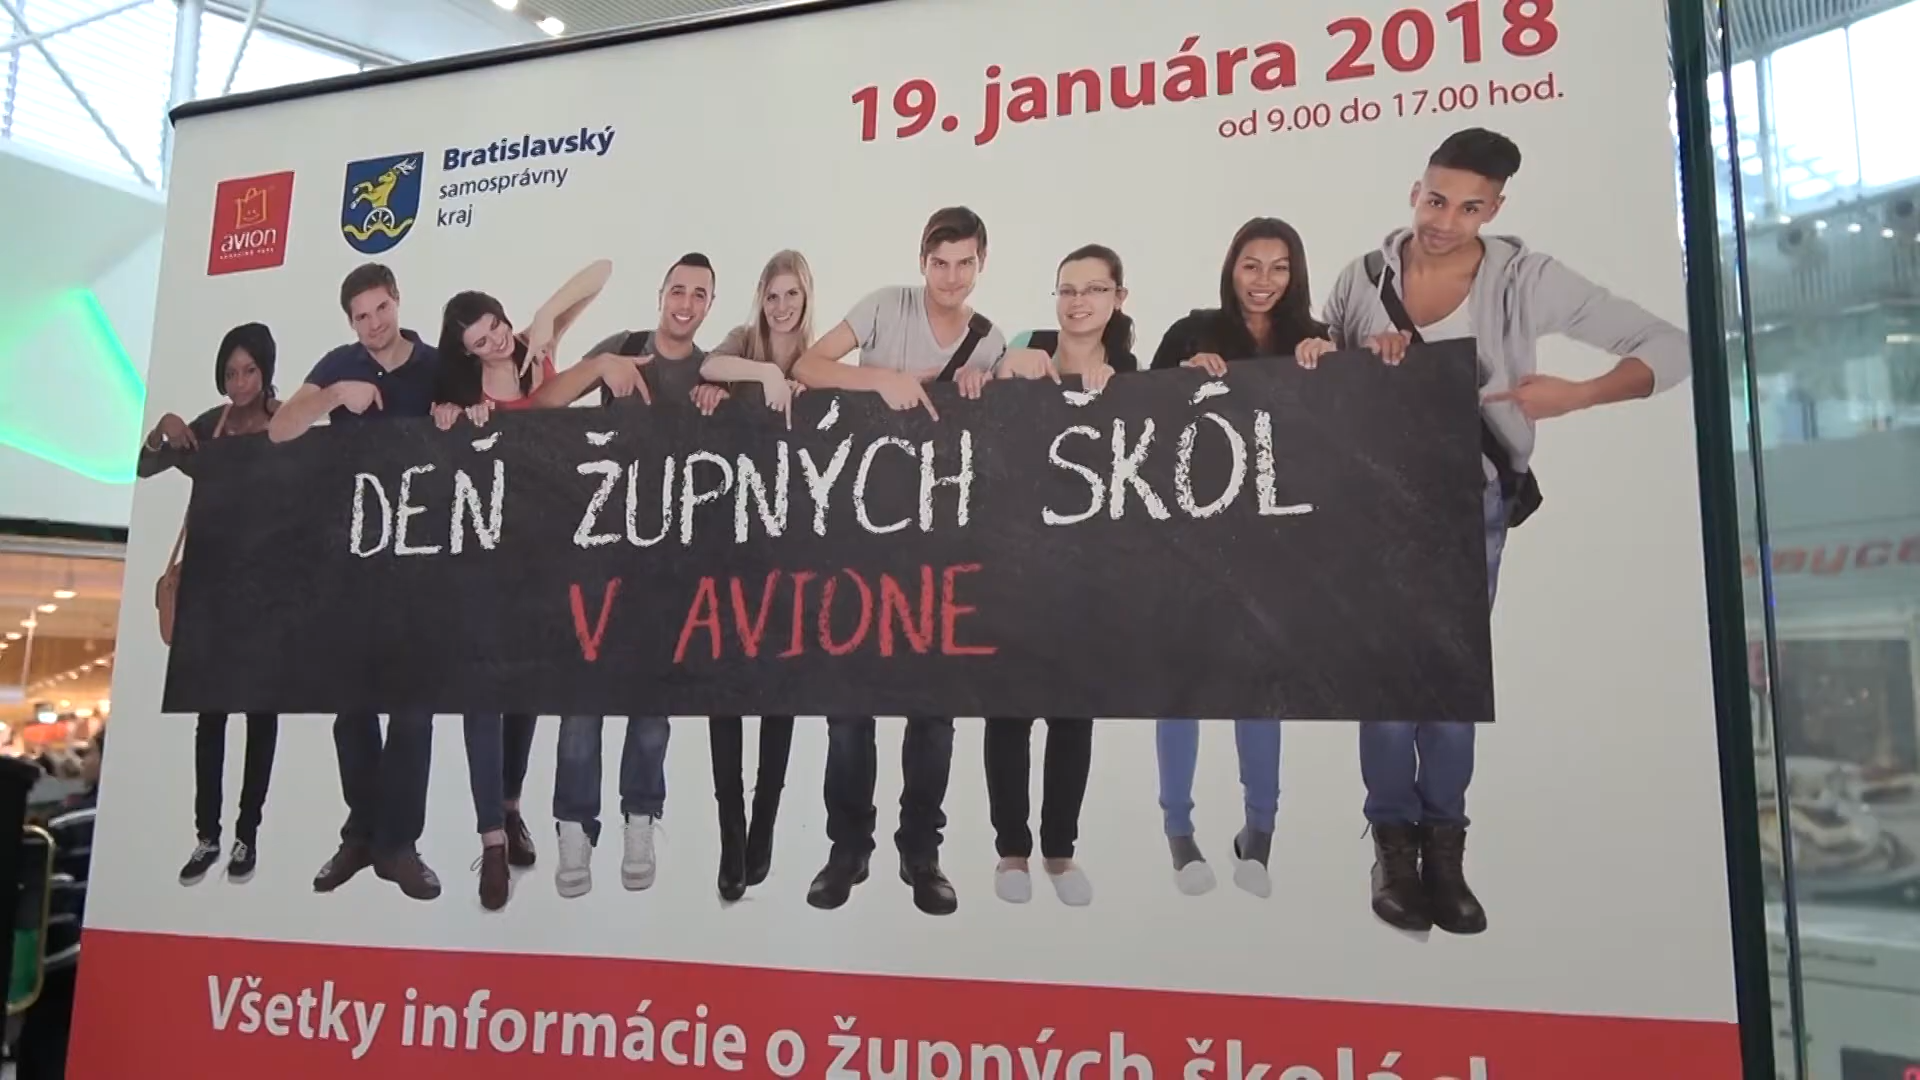 19. januára 2018
od 9.00 do 17.00 hod.
Bratislavský
samosprávny
kraj
avion
DEŇ ŽUPNÝCH ŠKÔL
V AVIONE
Všetky informácie o župných školách